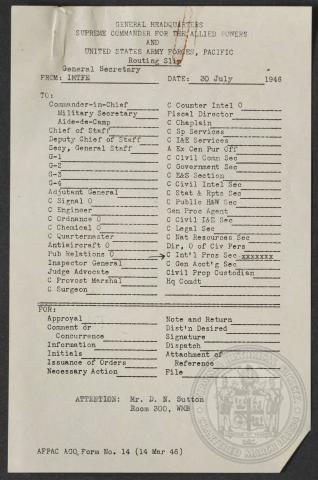 GENERAL HEADQUARTERS
SUPREME COMMANDER FOR THE ALLIED POWERS
AND
UNITED STATES ARMY FORCES, PACIFIC
Routing Slip
General Secretary
FROM: IMTFE DATE: 20 July 1946
TO:
Commander-in-Chief
Military Secretary
Aide-de-Camp
Chief of Staff
Deputy Chief of Staff
Secy, General Staff
G-1
G-2
G-3
G-4
Adjutant General
C Signal O
C Engineer
C Ordnance O
C Chemical O
C Quartermaster
Antiaircraft O
Pub Relations O
Inspector General
Judge Advocate
C Provost Marshal
C Surgeon
C Counter Intel O
Fiscal Director
C Chaplain
C Sp Services
C I&E Services
A Ex Cen Pur Off
C Civil Comn Sec
C Government Sec
C E&S Section
C Civil Intel Sec
C Stat & Rpts Sec
C Public H&W Sec
Gen Proc Agent
C Civil I&E Sec
C Legal Sec
C Nat Resources Sec
Dir, O of Civ Pers
C Int'l Pros Sec xxxxxxx
C Gen Acct'g Sec
Civil Prop Custodian
Hq Comdt
FOR:
Approval
Comment or
Concurrence
Information
Initials
Issuance of Orders
Necessary Action
Note and Return
Dist'n Desired
Signature
Dispatch
Attachment of
Reference
File
ATTENTION: Mr. D. N. Sutton
Room 300, WMB
AFPAC AGO, Form No. 14 (14 Mar 46)